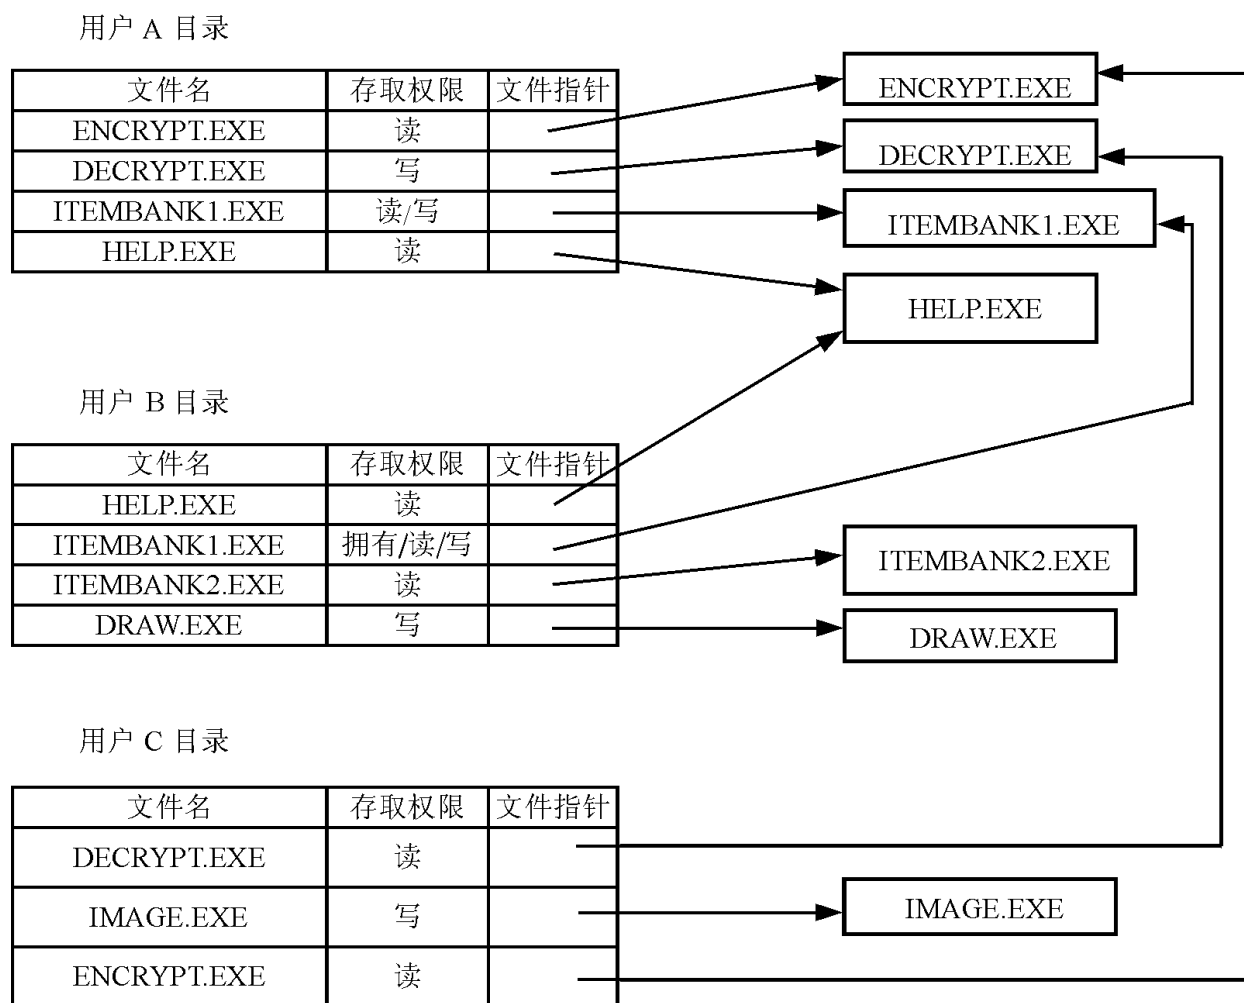 用户 A 目录
文件名 存取权限 文件指针
ENCRYPT.EXE 读
DECRYPT.EXE 写
ITEMBANK1.EXE 读/写
HELP.EXE 读
ENCRYPT.EXE
DECRYPT.EXE
ITEMBANK1.EXE
HELP.EXE
用户 B 目录
文件名 存取权限 文件指针
HELP.EXE 读
ITEMBANK1.EXE 拥有/读/写
ITEMBANK2.EXE 读
DRAW.EXE 写
ITEMBANK2.EXE
DRAW.EXE
用户 C 目录
文件名 存取权限 文件指针
DECRYPT.EXE 读
IMAGE.EXE 写
ENCRYPT.EXE 读
IMAGE.EXE